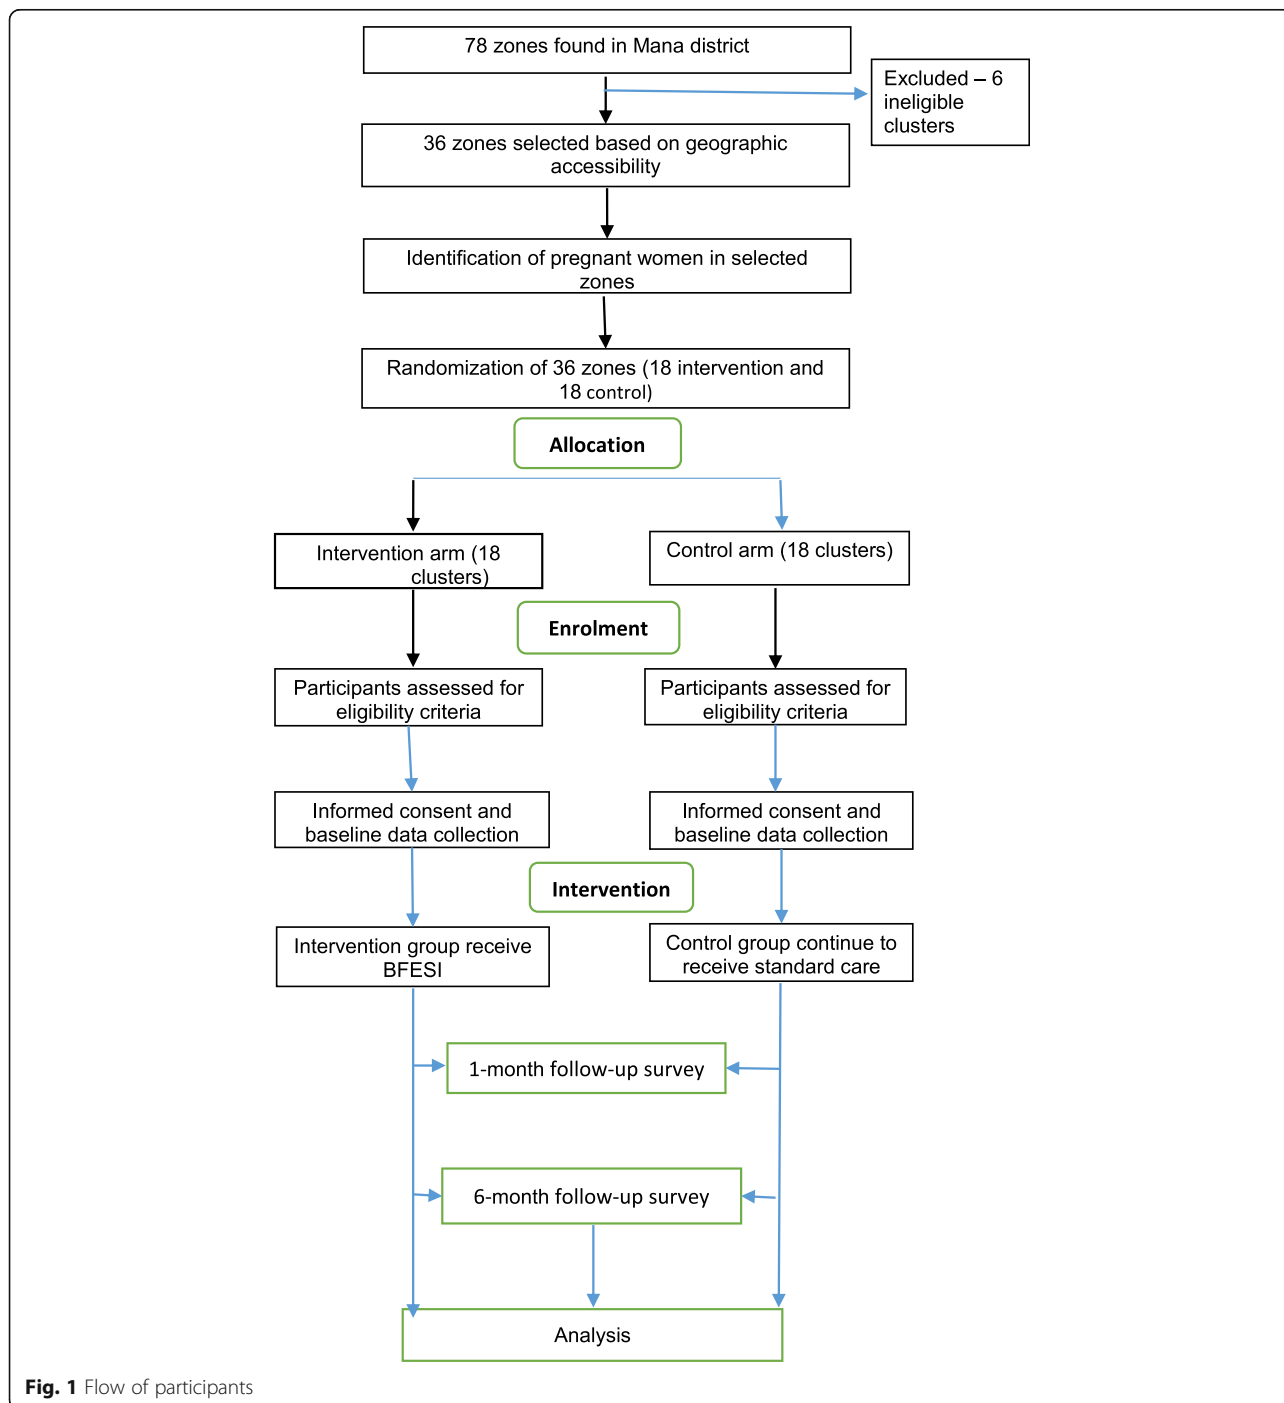 78 zones found in Mana district
Excluded – 6
ineligible
clusters
36 zones selected based on geographic
accessibility
Identification of pregnant women in selected
zones
Randomization of 36 zones (18 intervention and
18 control)
Allocation
Intervention arm (18
clusters)
Control arm (18 clusters)
Enrolment
Participants assessed for
eligibility criteria
Participants assessed for
eligibility criteria
Informed consent and
baseline data collection
Informed consent and
baseline data collection
Intervention
Intervention group receive
BFESI
Control group continue to
receive standard care
1-month follow-up survey
6-month follow-up survey
Analysis
Fig. 1 Flow of participants